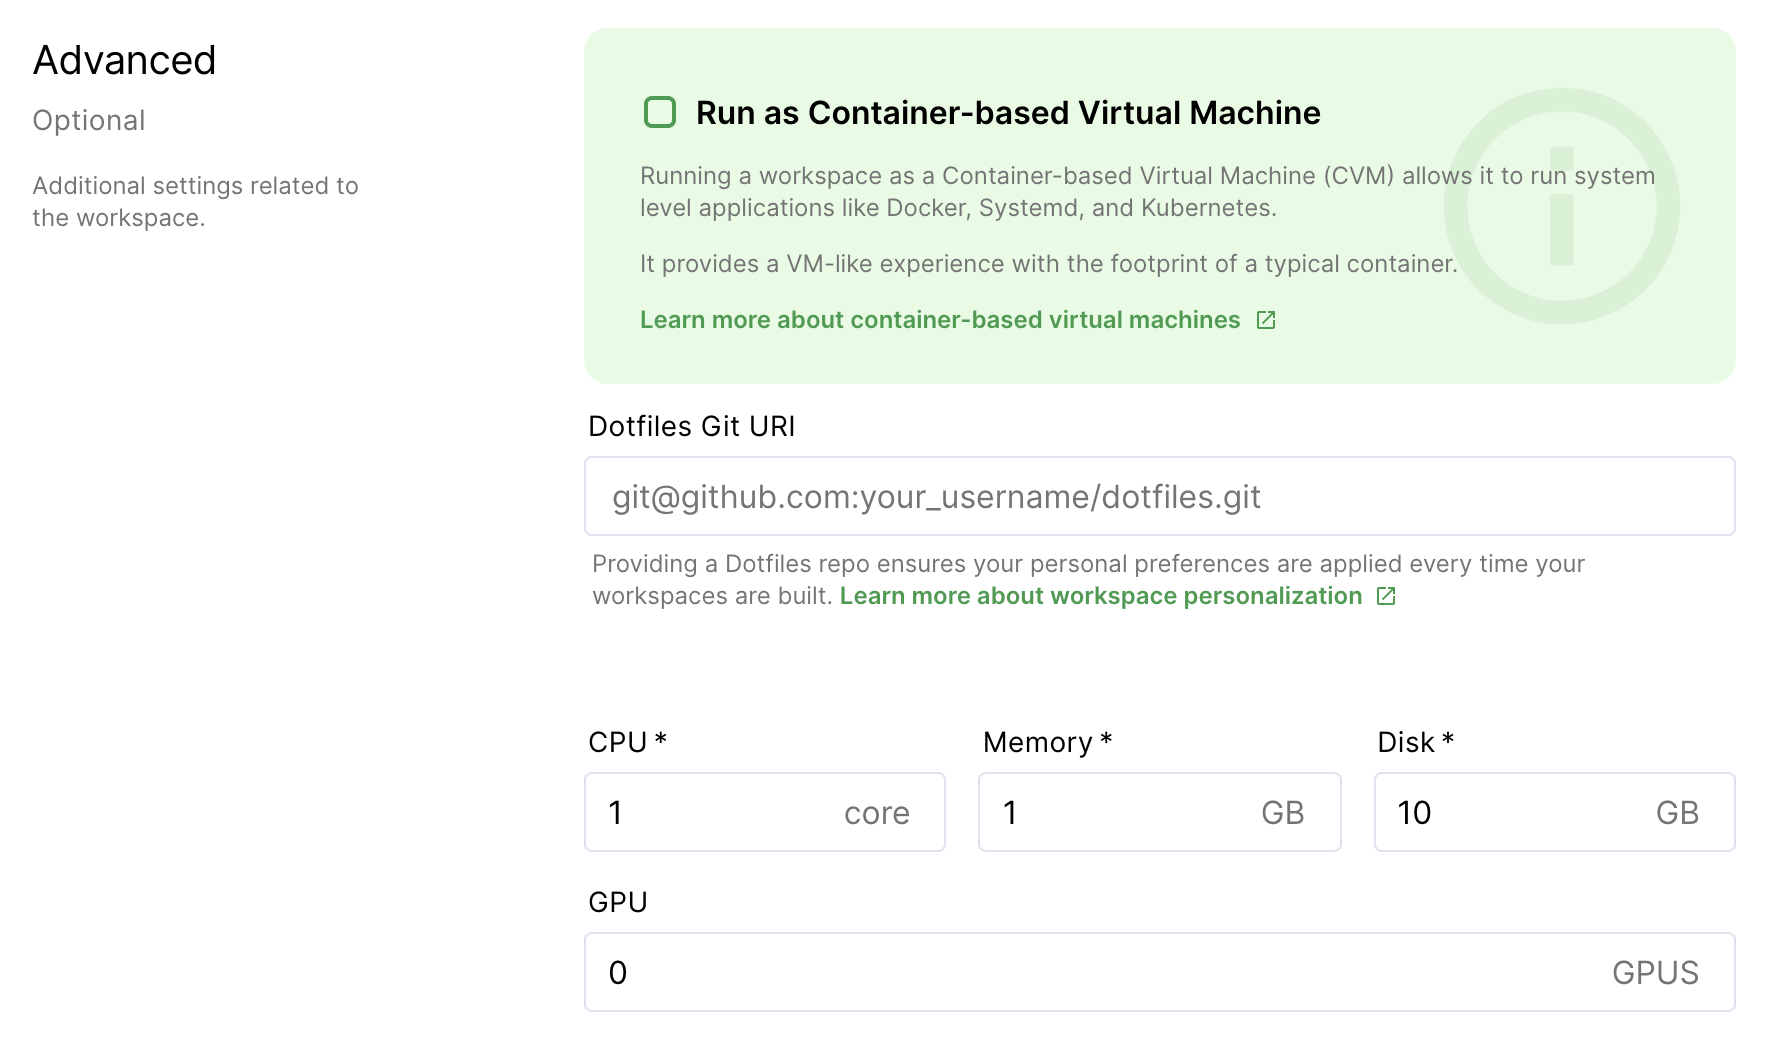 Advanced
Optional
Additional settings related to
the workspace.
Run as Container-based Virtual Machine
Running a workspace as a Container-based Virtual Machine (CVM) allows it to run system
level applications like Docker, Systemd, and Kubernetes.
It provides a VM-like experience with the footprint of a typical container.
Learn more about container-based virtual machines
Dotfiles Git URI
git@github.com:your_username/dotfiles.git
Providing a Dotfiles repo ensures your personal preferences are applied every time your
workspaces are built. Learn more about workspace personalization
CPU * Memory * Disk *
1 core 1 GB 10 GB
GPU
0 GPUS